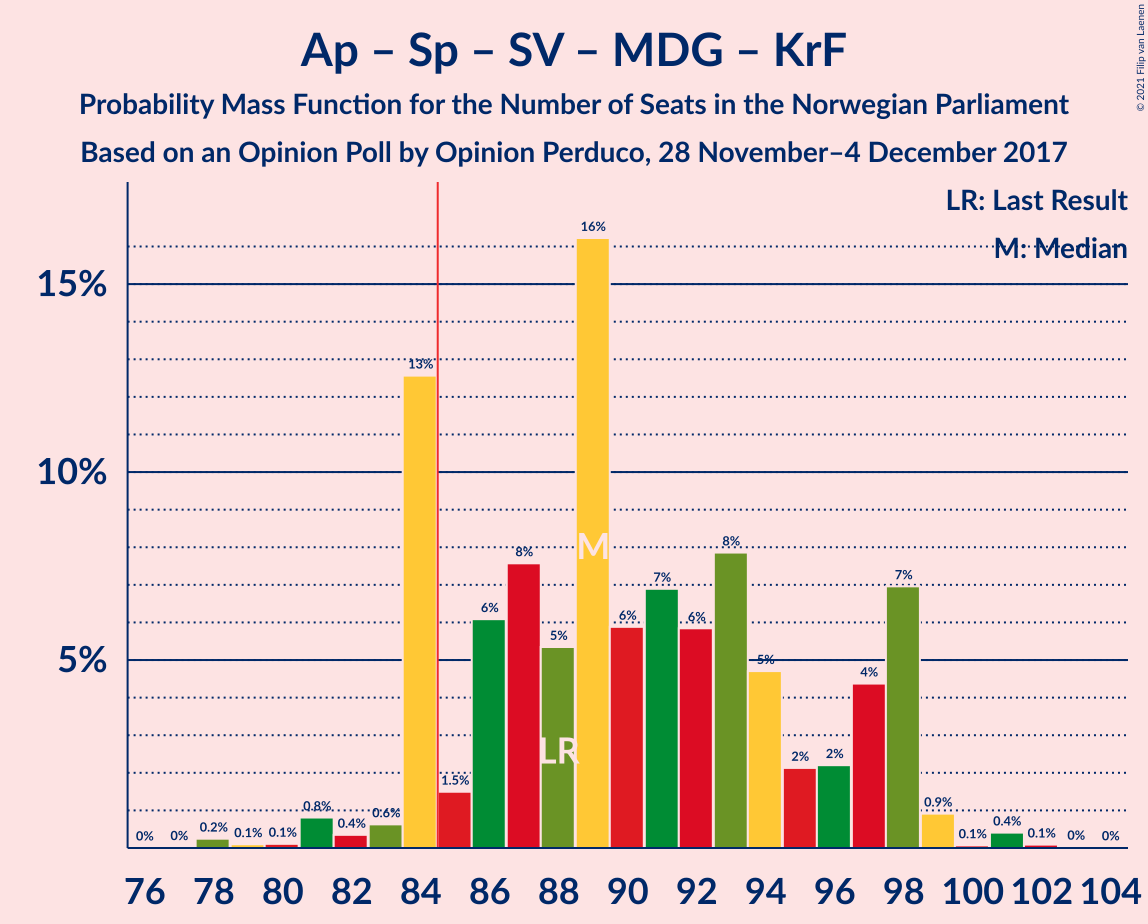 Ap – Sp – SV – MDG – KrF
Probability Mass Function for the Number of Seats in the Norwegian Parliament
Based on an Opinion Poll by Opinion Perduco, 28 November–4 December 2017
© 2021 Filip van Laenen
LR: Last Result
M: Median
15%
10%
5%
0% 0% 0.2% 0.1% 0.1% 0.8% 0.4% 0.6% 13% 1.5% 6% 8% 5% 16% 6% 7% 6% 8% 5% 2% 2% 4% 7% 0.9% 0.1% 0.4% 0.1% 0% 0%
M
LR
76 78 80 82 84 86 88 90 92 94 96 98 100 102 104